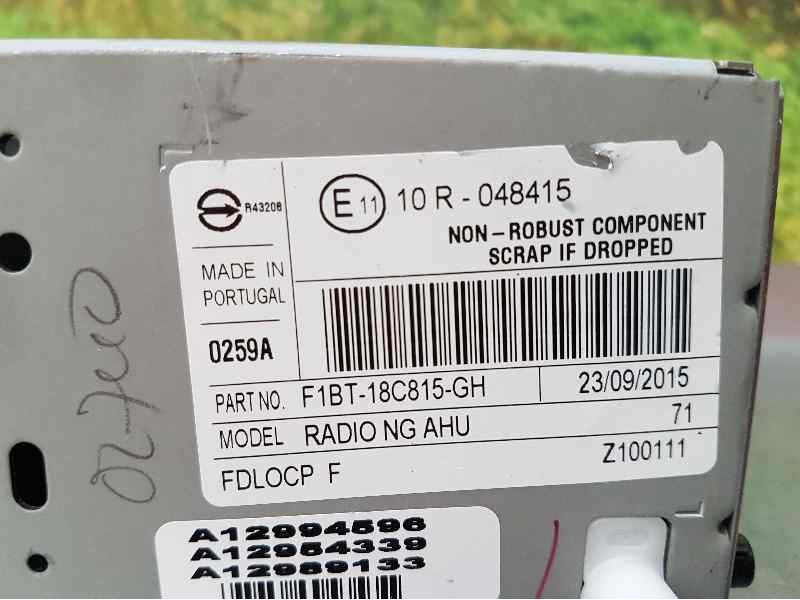 R43208
E 11 10 R - 048415
NON-ROBUST COMPONENT
SCRAP IF DROPPED
MADE IN
PORTUGAL
0259A
PART NO. F1BT-18C815-GH 23/09/2015
MODEL RADIO NG AHU 71
FDLOCP F Z100111
A12994596
A12954339
A12989133